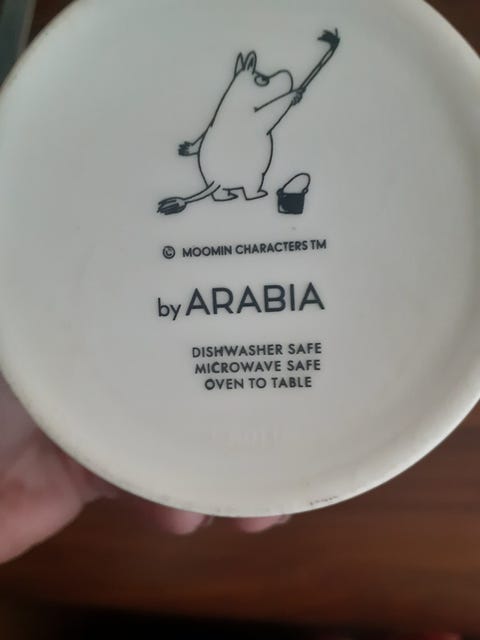 © MOOMIN CHARACTERS TM
by ARABIA
DISHWASHER SAFE
MICROWAVE SAFE
OVEN TO TABLE